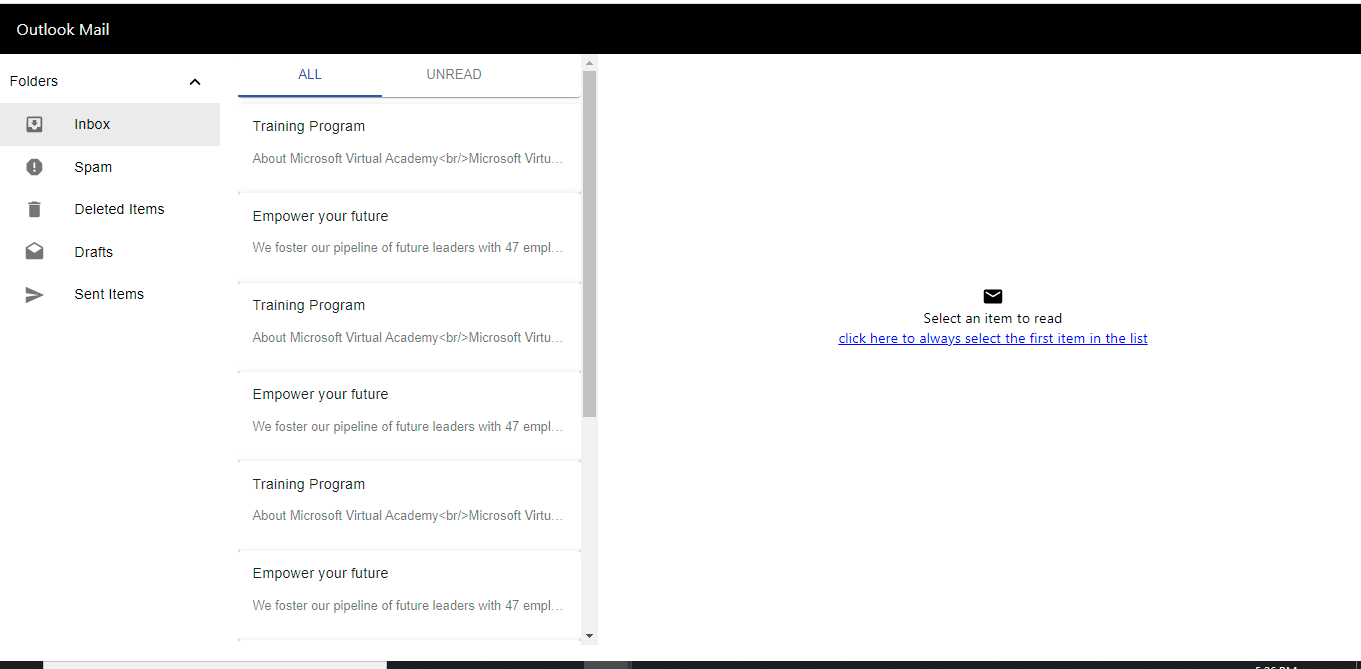 Outlook Mail
Folders
Inbox
Spam
Deleted Items
Drafts
Sent Items
ALL
UNREAD
Training Program
About Microsoft Virtual Academy<br/>Microsoft Virtu...
Empower your future
We foster our pipeline of future leaders with 47 empl...
Training Program
About Microsoft Virtual Academy<br/>Microsoft Virtu...
Empower your future
We foster our pipeline of future leaders with 47 empl...
Training Program
About Microsoft Virtual Academy<br/>Microsoft Virtu...
Empower your future
We foster our pipeline of future leaders with 47 empl...
Select an item to read
click here to always select the first item in the list